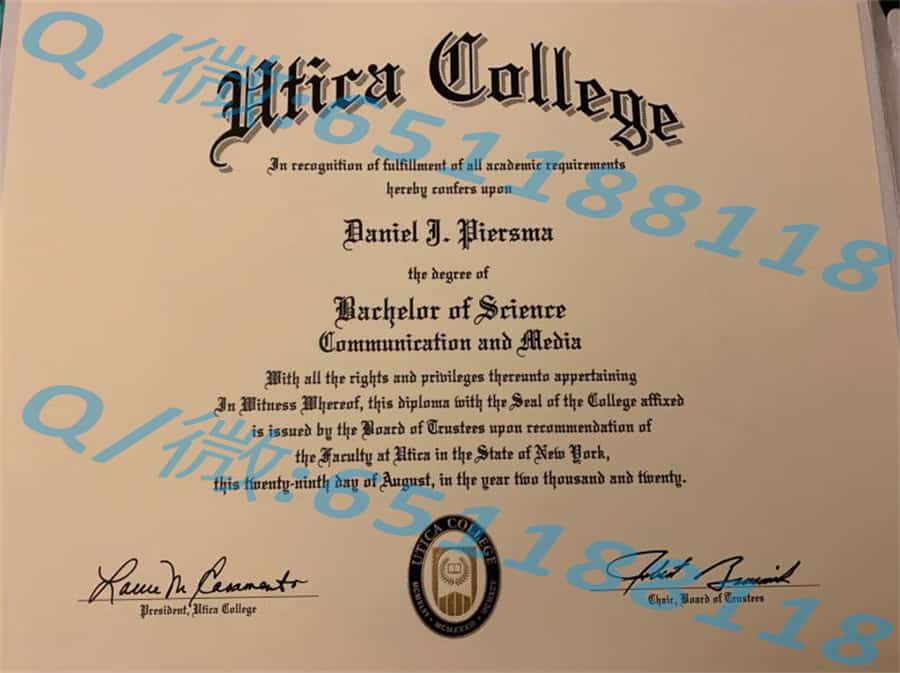 Utica College
In recognition of fulfillment of all academic requirements
hereby confers upon
Daniel J. Piersma
the degree of
Bachelor of Science
Communication and Media
With all the rights and privileges thereunto appertaining
In Witness Whereof, this diploma with the Seal of the College affixed
is issued by the Board of Trustees upon recommendation of
the Faculty at Utica in the State of New York,
this twenty-ninth day of August, in the year two thousand and twenty.
UTICA COLLEGE
President, Utica College
Chair, Board of Trustees
Q/微:651188118
Q/微:651188118